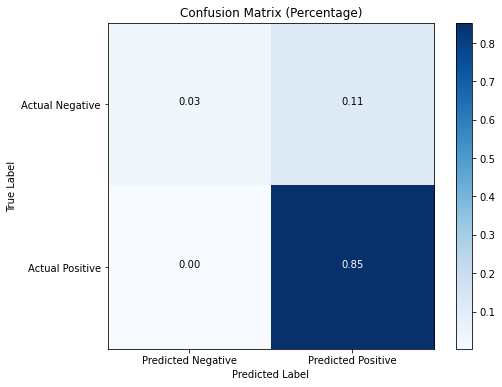 Confusion Matrix (Percentage)
Actual Negative
0.03
0.11
Actual Positive
0.00
0.85
True Label
Predicted Negative
Predicted Positive
Predicted Label
0.8
0.7
0.6
0.5
0.4
0.3
0.2
0.1